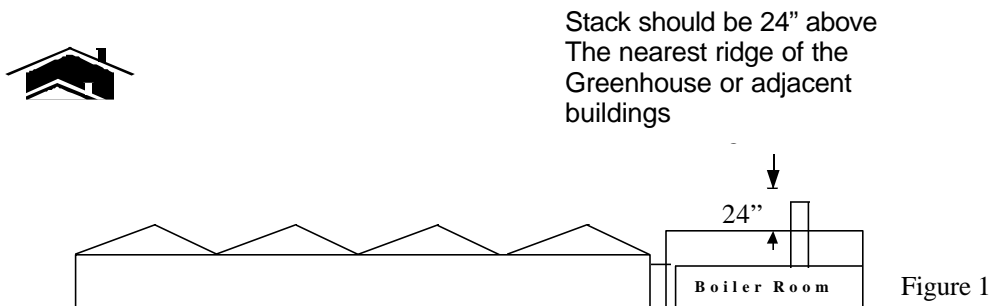 Stack should be 24” above
The nearest ridge of the
Greenhouse or adjacent
buildings
24”
Boiler Room
Figure 1